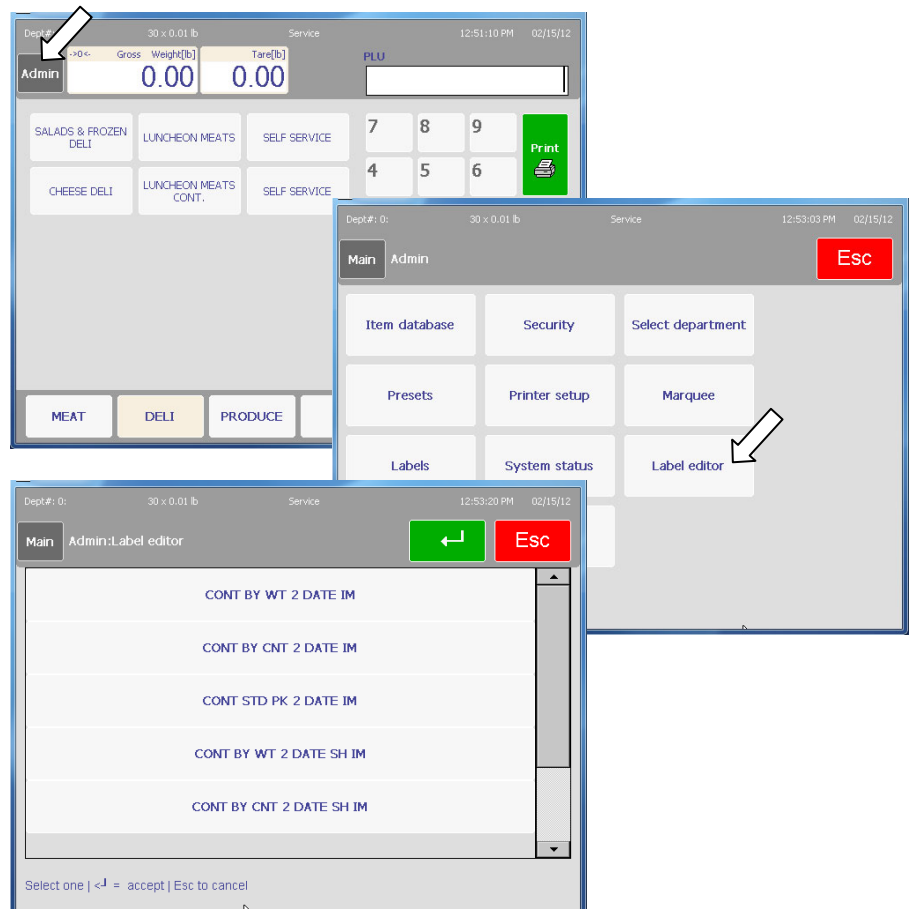 Dept#: 30 x 0.01 lb Service 12:51:10 PM 02/15/12
Admin ->0<- Gross Weight[lb] Tare[lb] PLU
0.00 0.00
SALADS & FROZEN DELI
LUNCHEON MEATS
SELF SERVICE
7 8 9
Print
CHEESE DELI
LUNCHEON MEATS CONT.
SELF SERVICE
4 5 6
MEAT DELI PRODUCE
Dept#: 0: 30 x 0.01 lb Service 12:53:03 PM 02/15/12
Main Admin Esc
Item database Security Select department
Presets Printer setup Marquee
Labels System status Label editor
Dept#: 0: 30 x 0.01 lb Service 12:53:20 PM 02/15/12
Main Admin:Label editor Esc
CONT BY WT 2 DATE IM
CONT BY CNT 2 DATE IM
CONT STD PK 2 DATE IM
CONT BY WT 2 DATE SH IM
CONT BY CNT 2 DATE SH IM
Select one | <┘ = accept | Esc to cancel